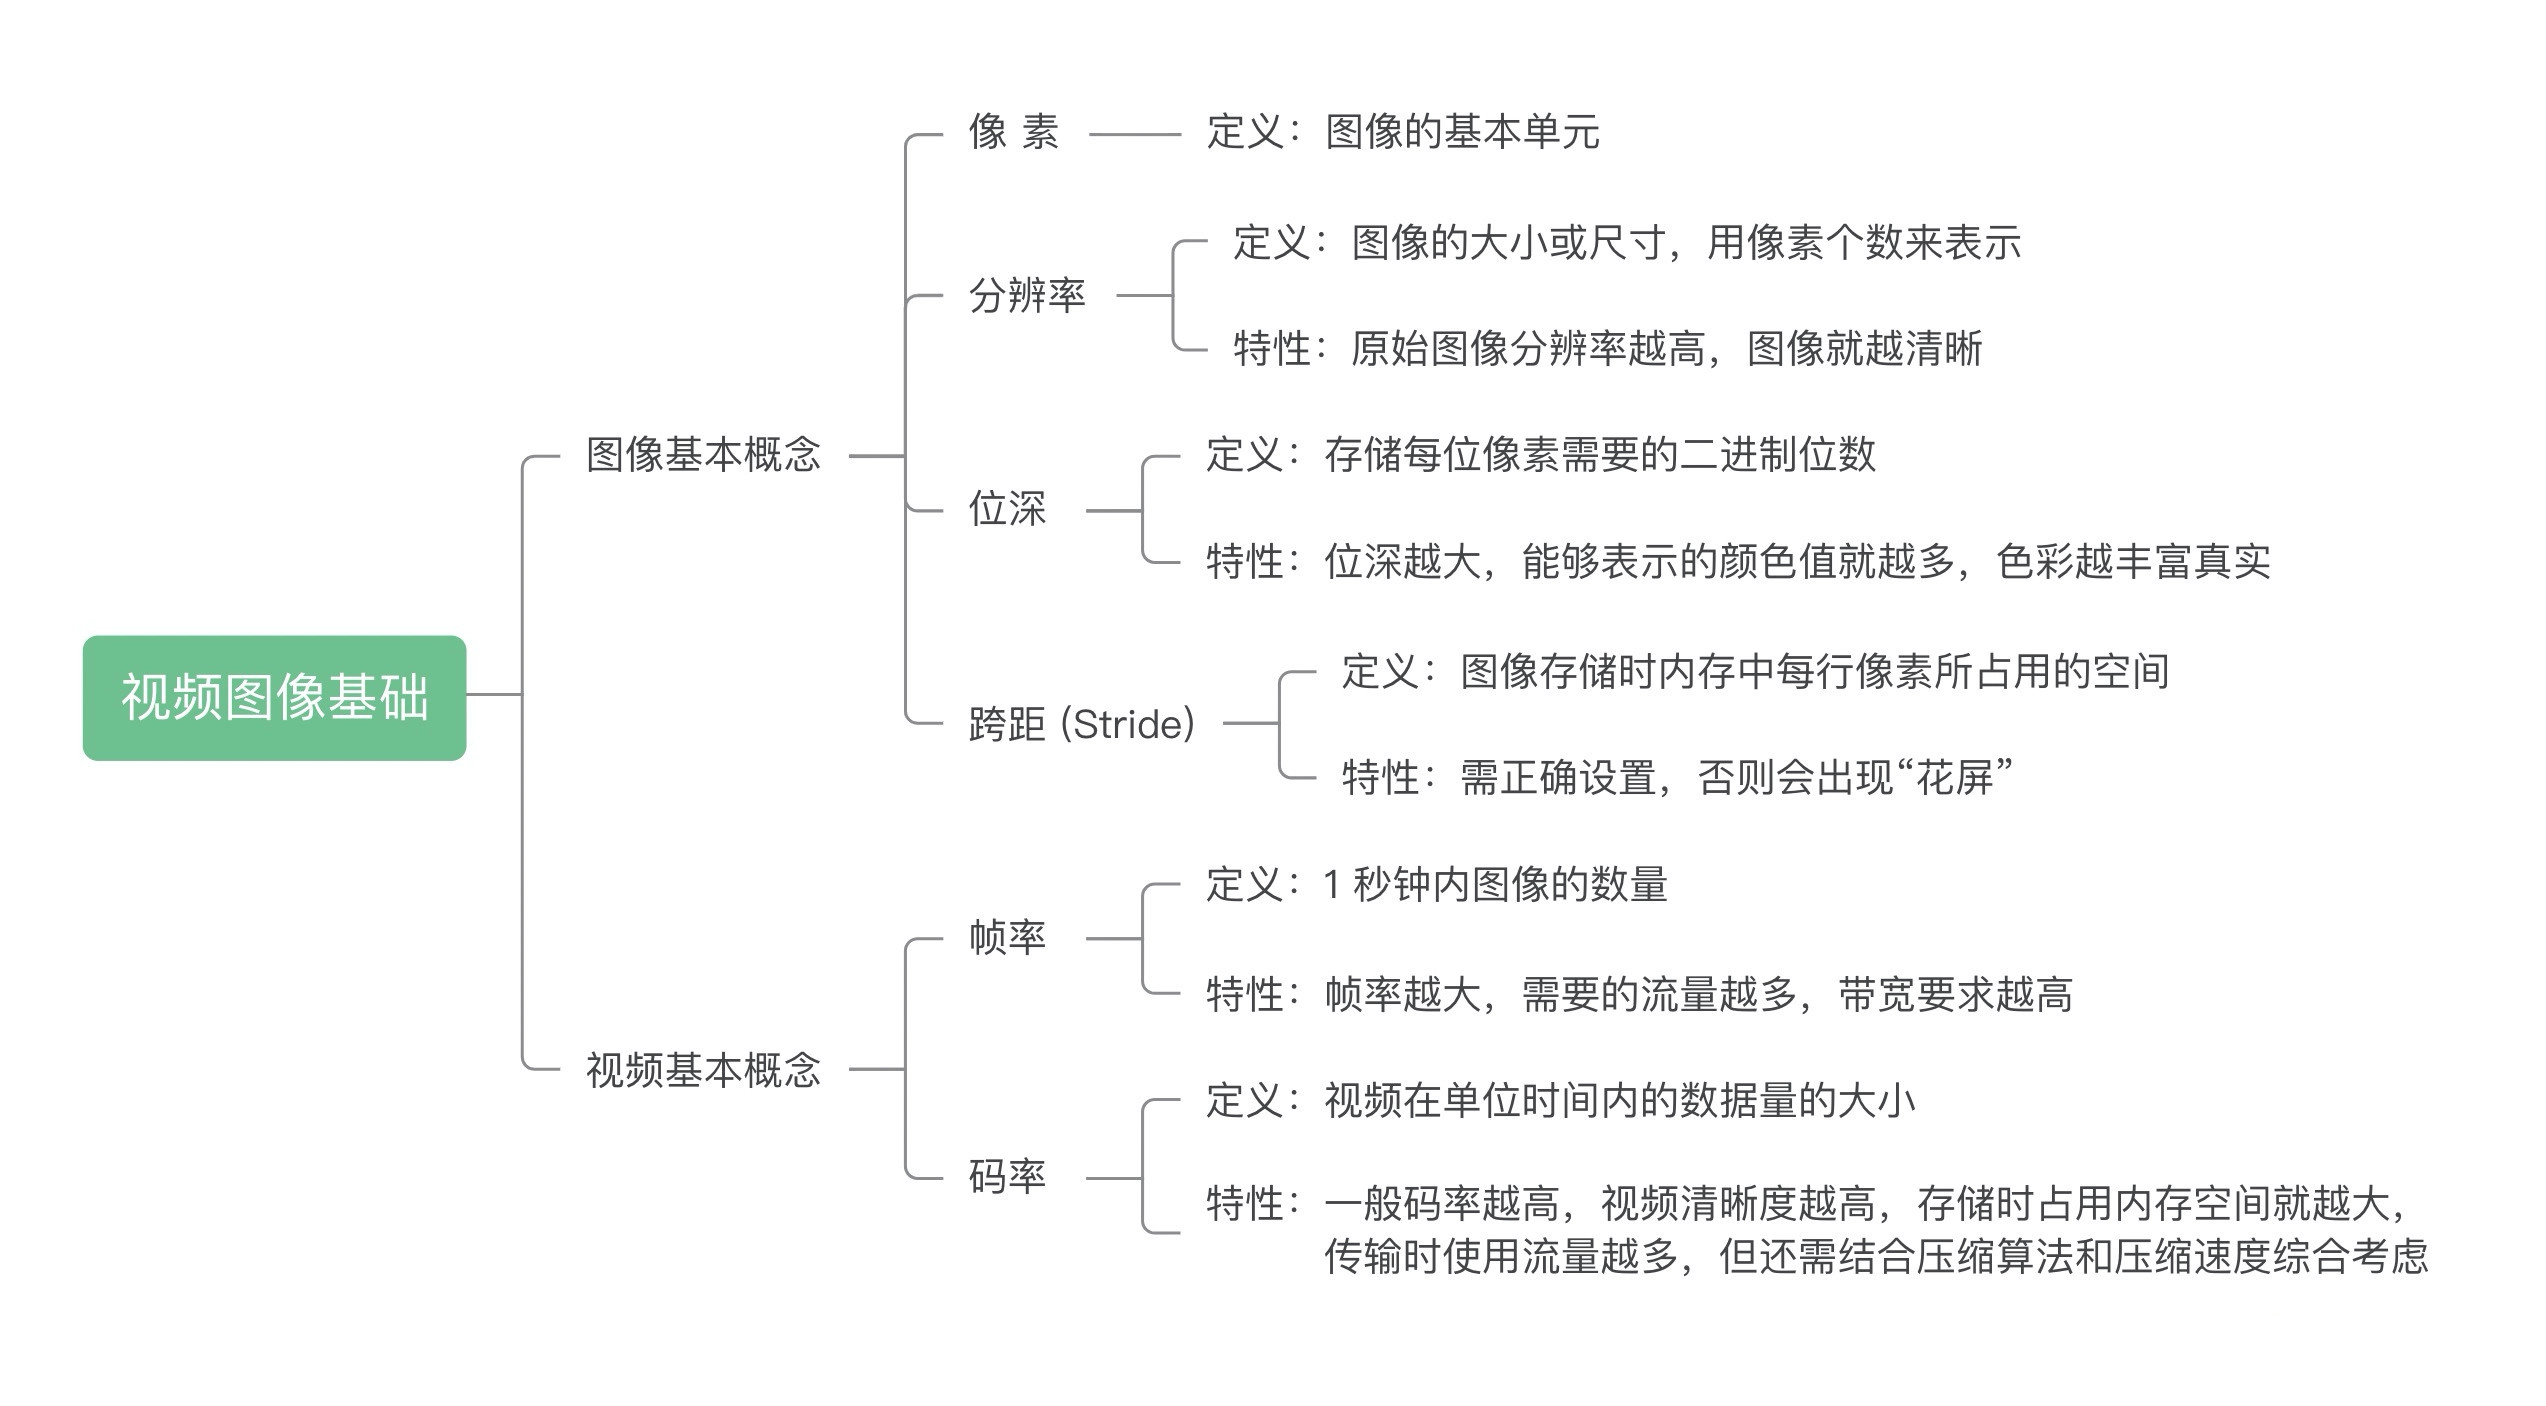 视频图像基础
图像基本概念
像 素
定义：图像的基本单元
分辨率
定义：图像的大小或尺寸，用像素个数来表示
特性：原始图像分辨率越高，图像就越清晰
位深
定义：存储每位像素需要的二进制位数
特性：位深越大，能够表示的颜色值就越多，色彩越丰富真实
跨距 (Stride)
定义：图像存储时内存中每行像素所占用的空间
特性：需正确设置，否则会出现“花屏”
视频基本概念
帧率
定义：1 秒钟内图像的数量
特性：帧率越大，需要的流量越多，带宽要求越高
码率
定义：视频在单位时间内的数据量的大小
特性：一般码率越高，视频清晰度越高，存储时占用内存空间就越大，
传输时使用流量越多，但还需结合压缩算法和压缩速度综合考虑